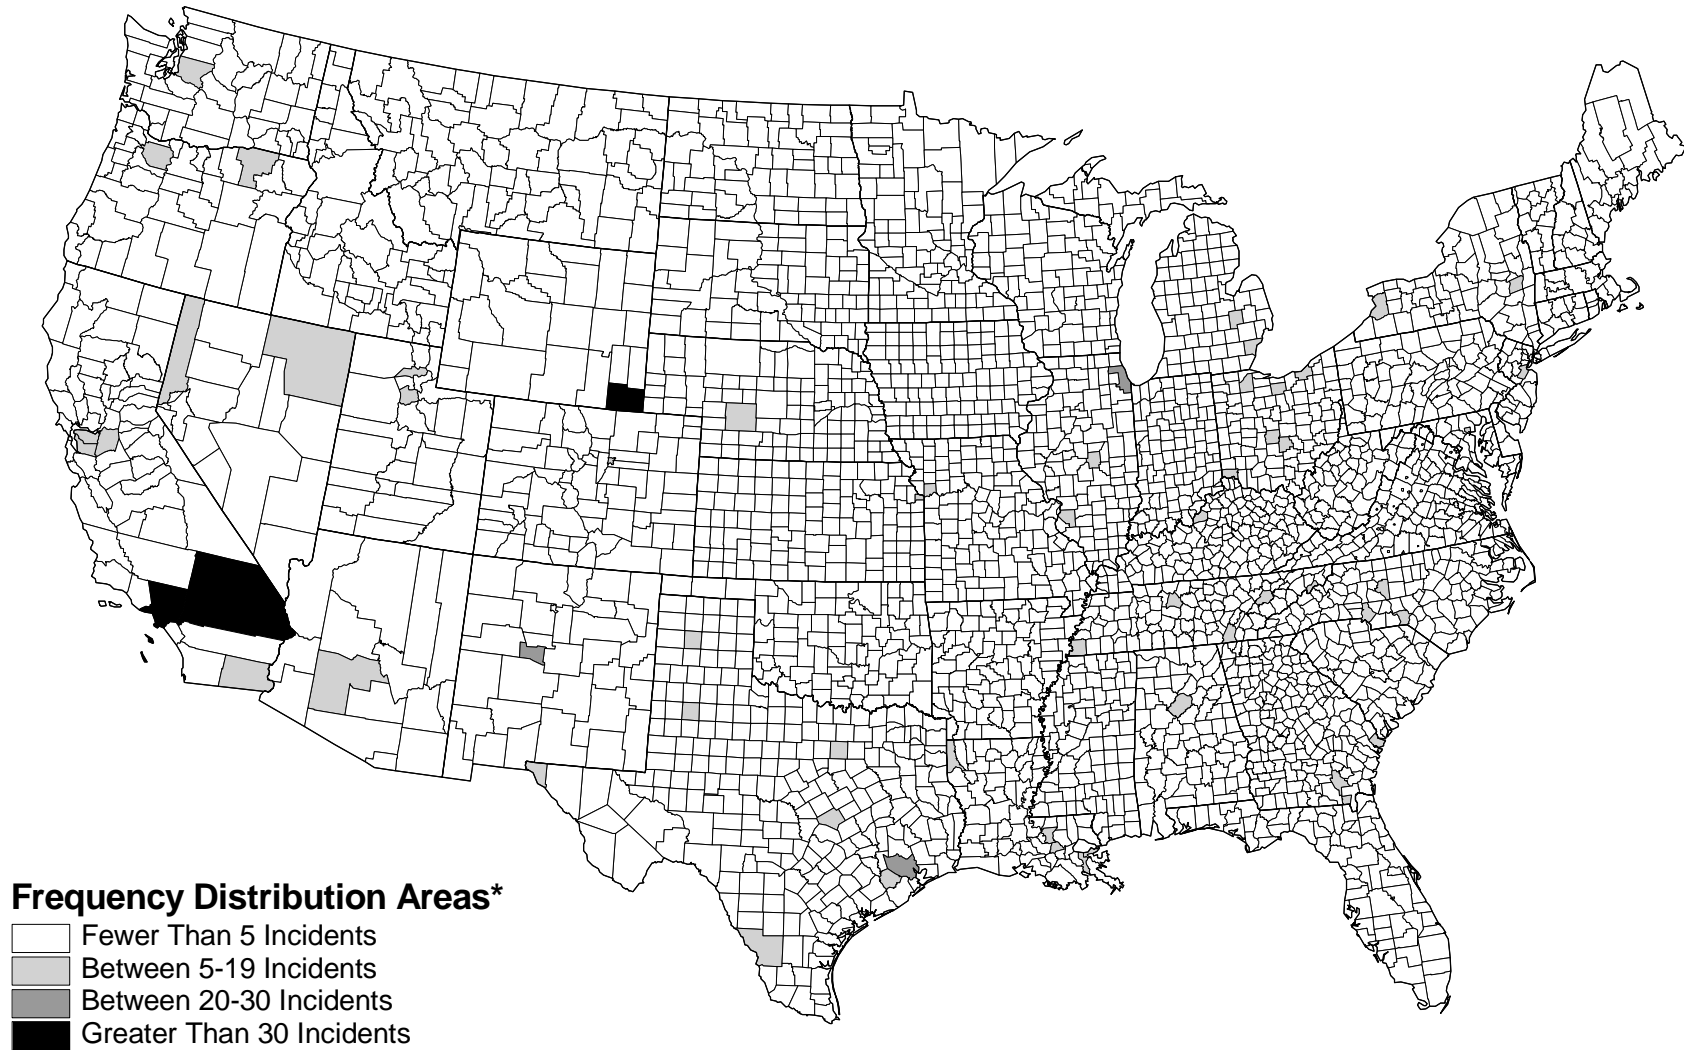 Frequency Distribution Areas*
Fewer Than 5 Incidents
Between 5-19 Incidents
Between 20-30 Incidents
Greater Than 30 Incidents